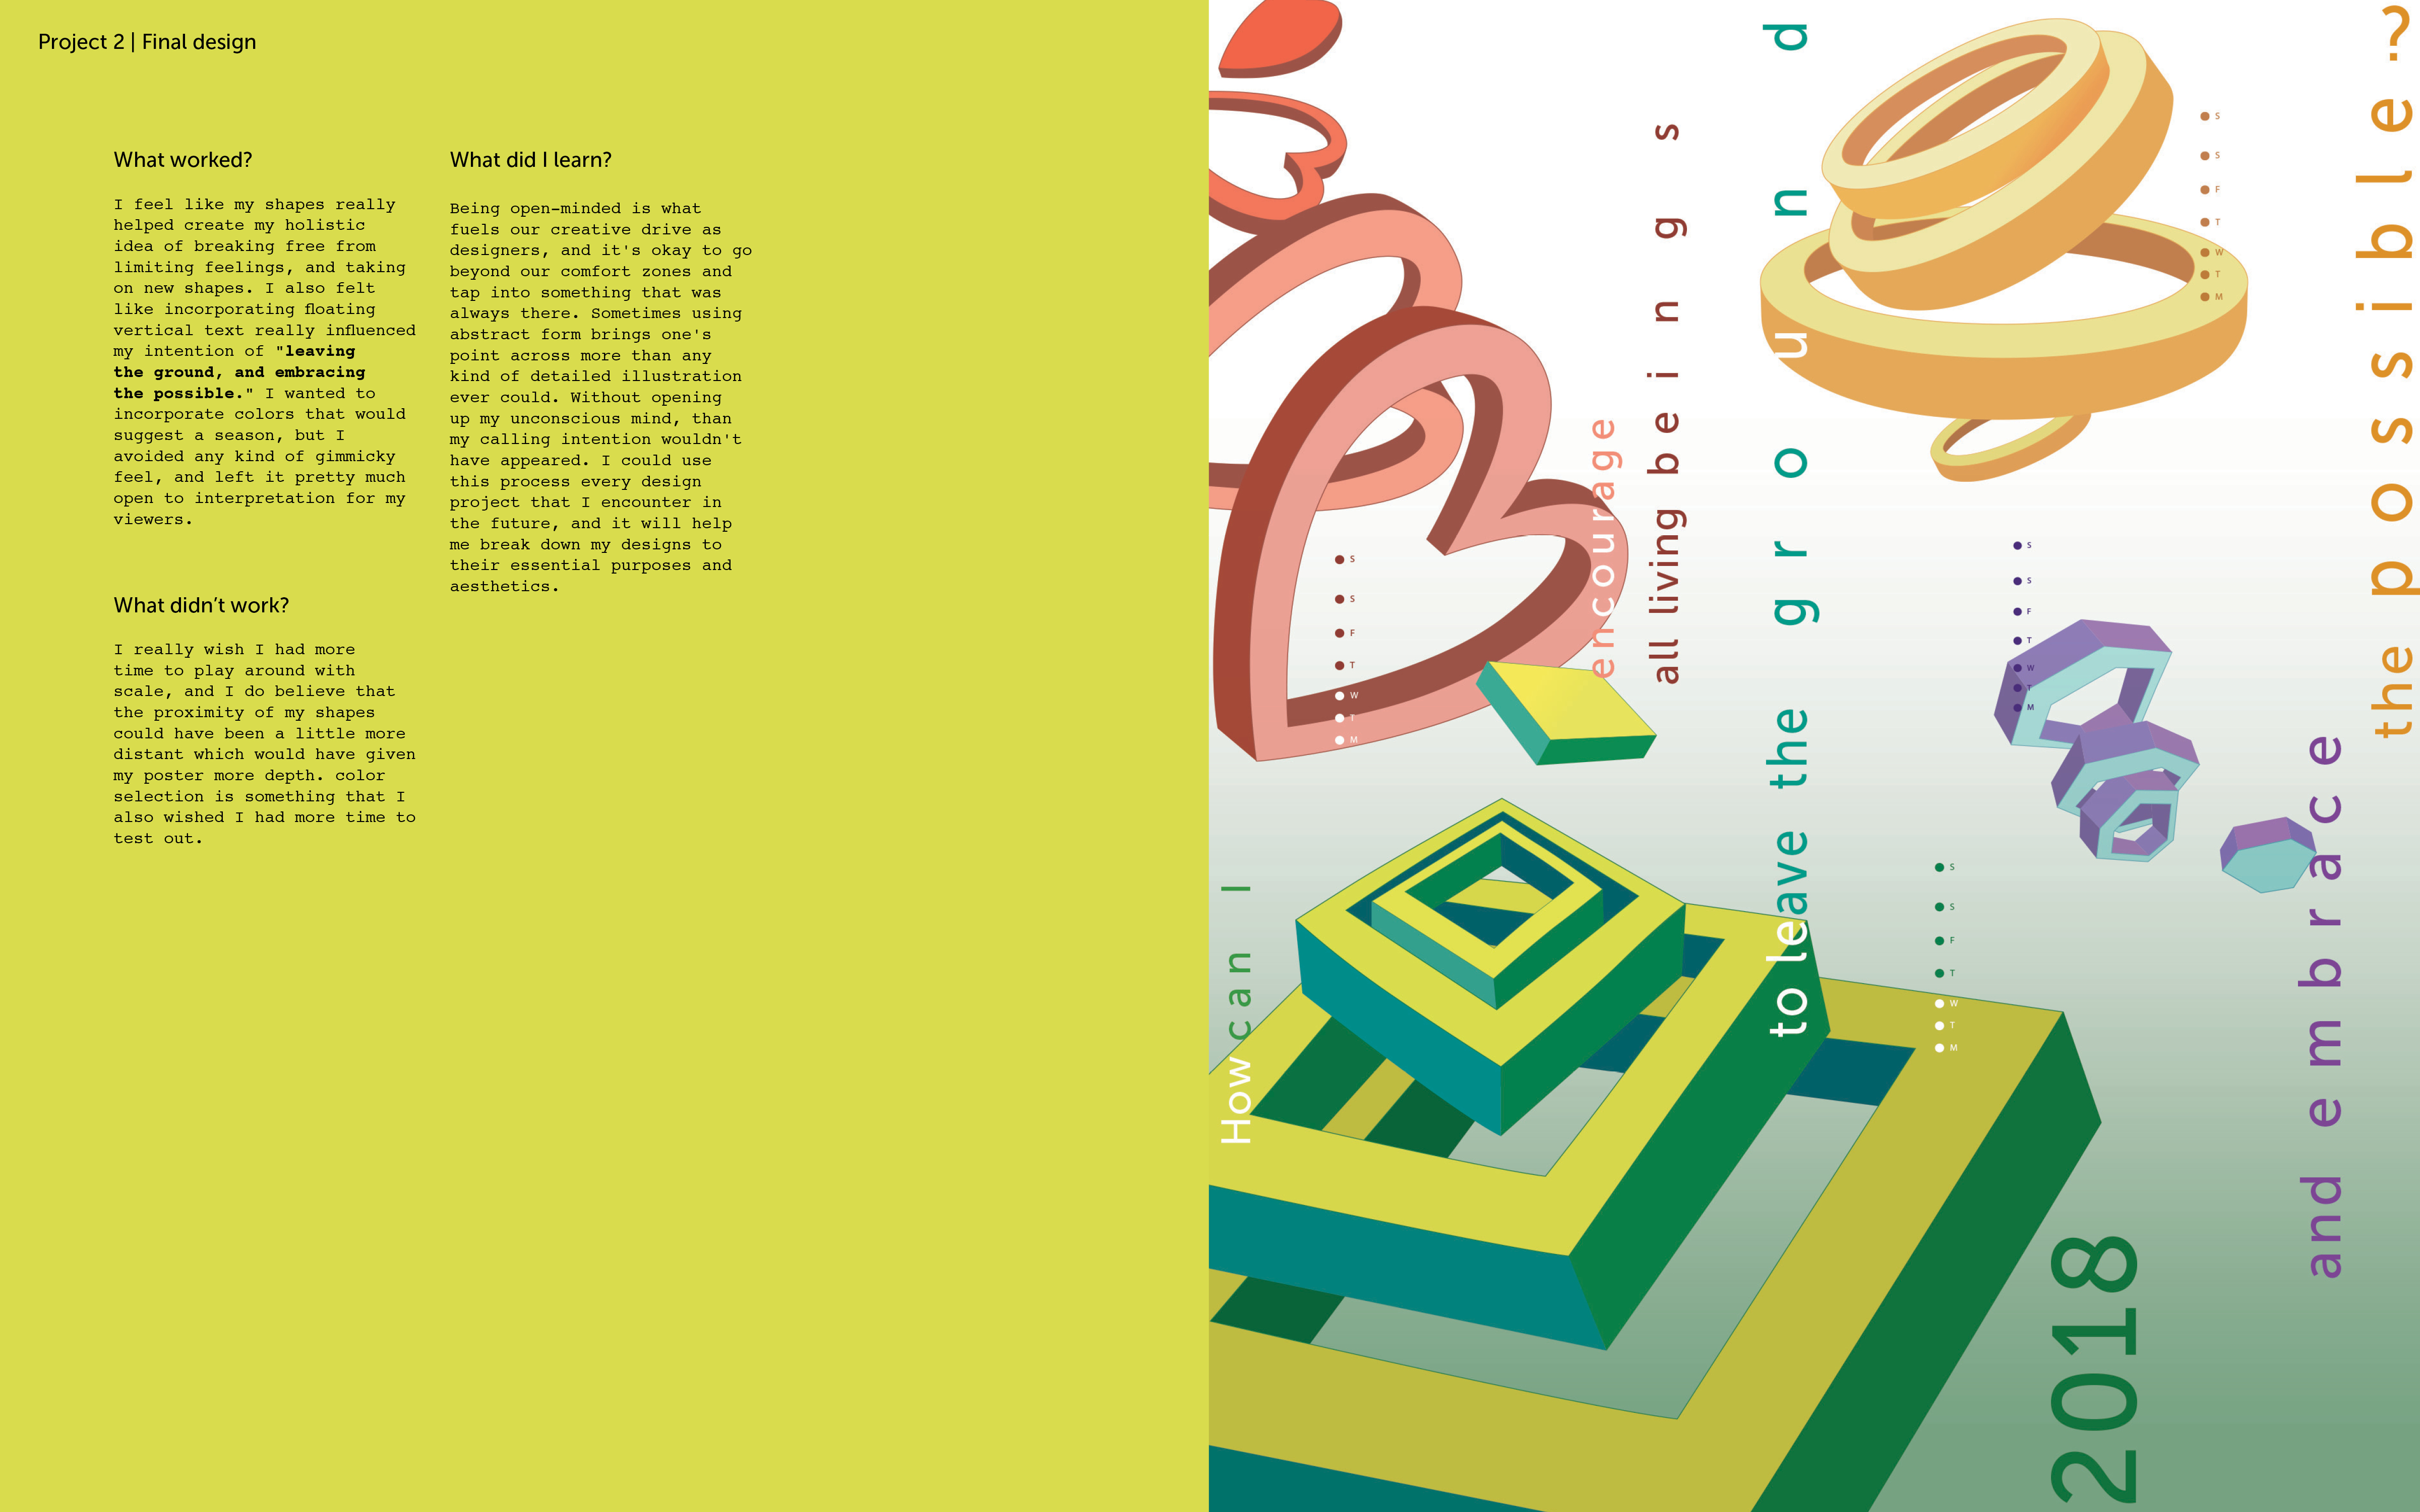 Project 2 | Final design
What worked?
I feel like my shapes really
helped create my holistic
idea of breaking free from
limiting feelings, and taking
on new shapes. I also felt
like incorporating floating
vertical text really influenced
my intention of "leaving
the ground, and embracing
the possible." I wanted to
incorporate colors that would
suggest a season, but I
avoided any kind of gimmicky
feel, and left it pretty much
open to interpretation for my
viewers.
What didn’t work?
I really wish I had more
time to play around with
scale, and I do believe that
the proximity of my shapes
could have been a little more
distant which would have given
my poster more depth. color
selection is something that I
also wished I had more time to
test out.
What did I learn?
Being open-minded is what
fuels our creative drive as
designers, and it's okay to go
beyond our comfort zones and
tap into something that was
always there. Sometimes using
abstract form brings one's
point across more than any
kind of detailed illustration
ever could. Without opening
up my unconscious mind, than
my calling intention wouldn't
have appeared. I could use
this process every design
project that I encounter in
the future, and it will help
me break down my designs to
their essential purposes and
aesthetics.
How can I
encourage
all living beings
to leave the ground
and embrace
the possible?
2018
S
S
F
T
W
T
M
S
S
F
T
W
T
M
S
S
F
T
W
T
M
S
S
F
T
W
T
M